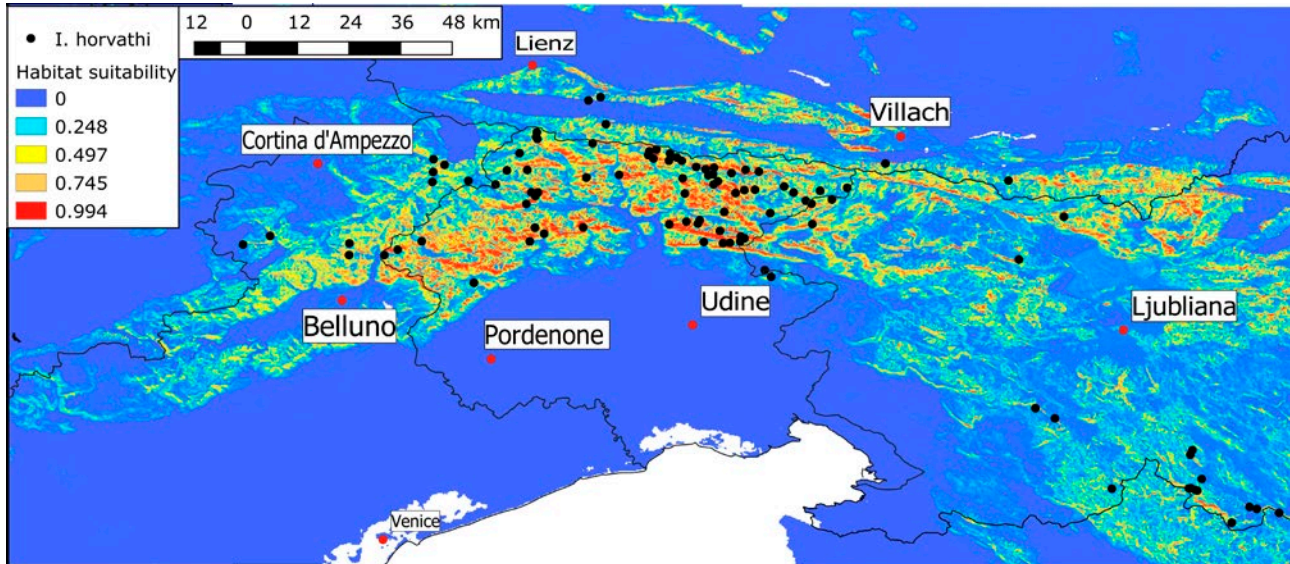 12 0 12 24 36 48 km
I. horvathi
Habitat suitability
0
0.248
0.497
0.745
0.994
Lienz
Villach
Cortina d'Ampezzo
Udine
Ljubliana
Belluno
Pordenone
Venice